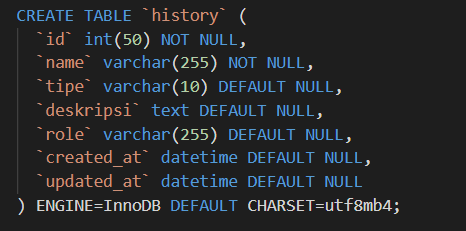 CREATE TABLE `history` (
  `id` int(50) NOT NULL,
  `name` varchar(255) NOT NULL,
  `tipe` varchar(10) DEFAULT NULL,
  `deskripsi` text DEFAULT NULL,
  `role` varchar(255) DEFAULT NULL,
  `created_at` datetime DEFAULT NULL,
  `updated_at` datetime DEFAULT NULL
) ENGINE=InnoDB DEFAULT CHARSET=utf8mb4;